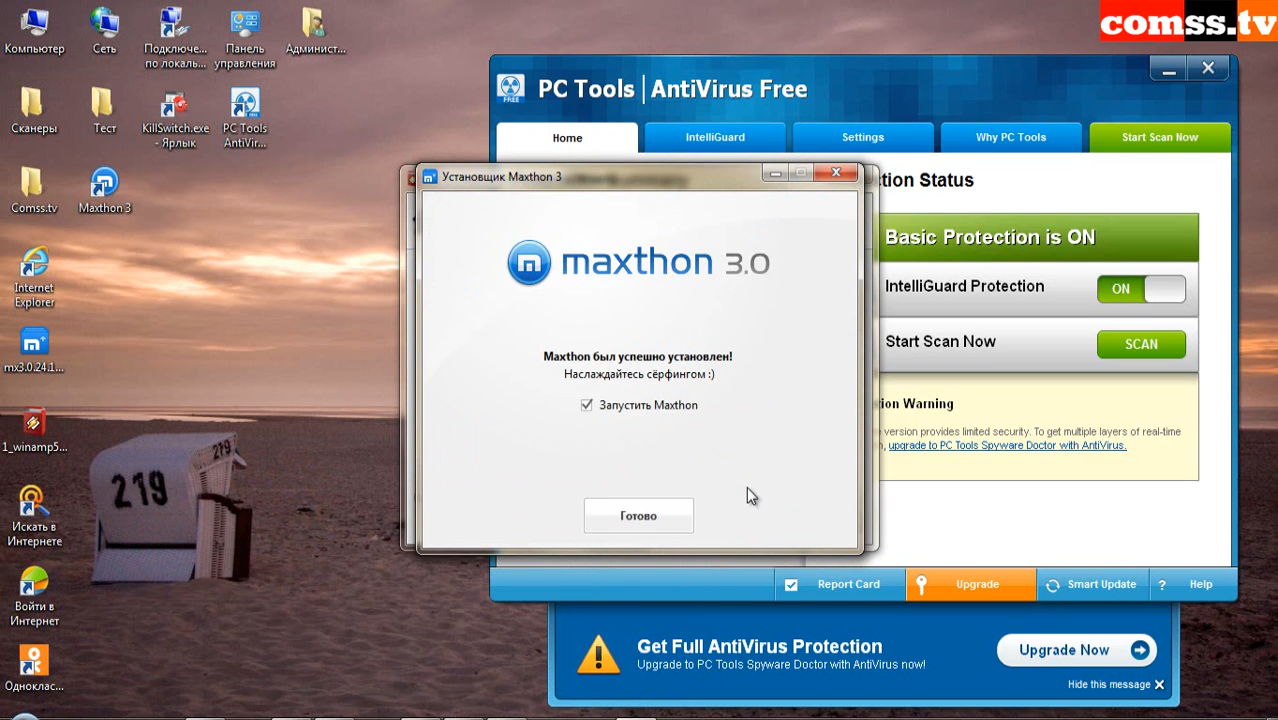 comss.tv
Компьютер
Сеть
Подключе...
по локаль...
Панель
управления
Админист...
Сканеры
Тест
KillSwitch.exe
- Ярлык
PC Tools
AntiVir...
Comss.tv
Maxthon 3
Internet
Explorer
mx3.0.24.1...
1_winamp5...
Искать в
Интернете
Войти в
Интернет
Одноклас...
219
219
FREE
PC Tools | AntiVirus Free
Home
IntelliGuard
Settings
Why PC Tools
Start Scan Now
ction Status
Basic Protection is ON
IntelliGuard Protection
ON
Start Scan Now
SCAN
ion Warning
version provides limited security. To get multiple layers of real-time
upgrade to PC Tools Spyware Doctor with AntiVirus.
Установщик Maxthon 3
maxthon 3.0
Maxthon был успешно установлен!
Наслаждайтесь сёрфингом :)
Запустить Maxthon
Готово
Report Card
Upgrade
Smart Update
? Help
Get Full AntiVirus Protection
Upgrade to PC Tools Spyware Doctor with AntiVirus now!
Upgrade Now
Hide this message